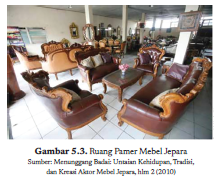 Gambar 5.3. Ruang Pamer Mebel Jepara
Sumber: Menunggang Badai: Untaian Kehidupan, Tradisi,
dan Kreasi Aktor Mebel Jepara, hlm 2 (2010)